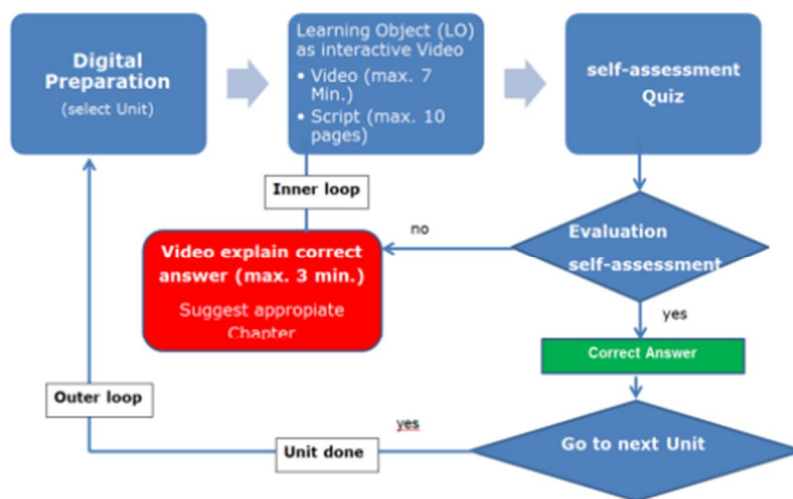 Digital
Preparation
(select Unit)
Learning Object (LO)
as interactive Video
• Video (max. 7
Min.)
• Script (max. 10
pages)
self-assessment
Quiz
Inner loop
no
Evaluation
self-assessment
Video explain correct
answer (max. 3 min.)
Suggest appropiate
Chapter
yes
Correct Answer
Outer loop
yes
Go to next Unit
Unit done